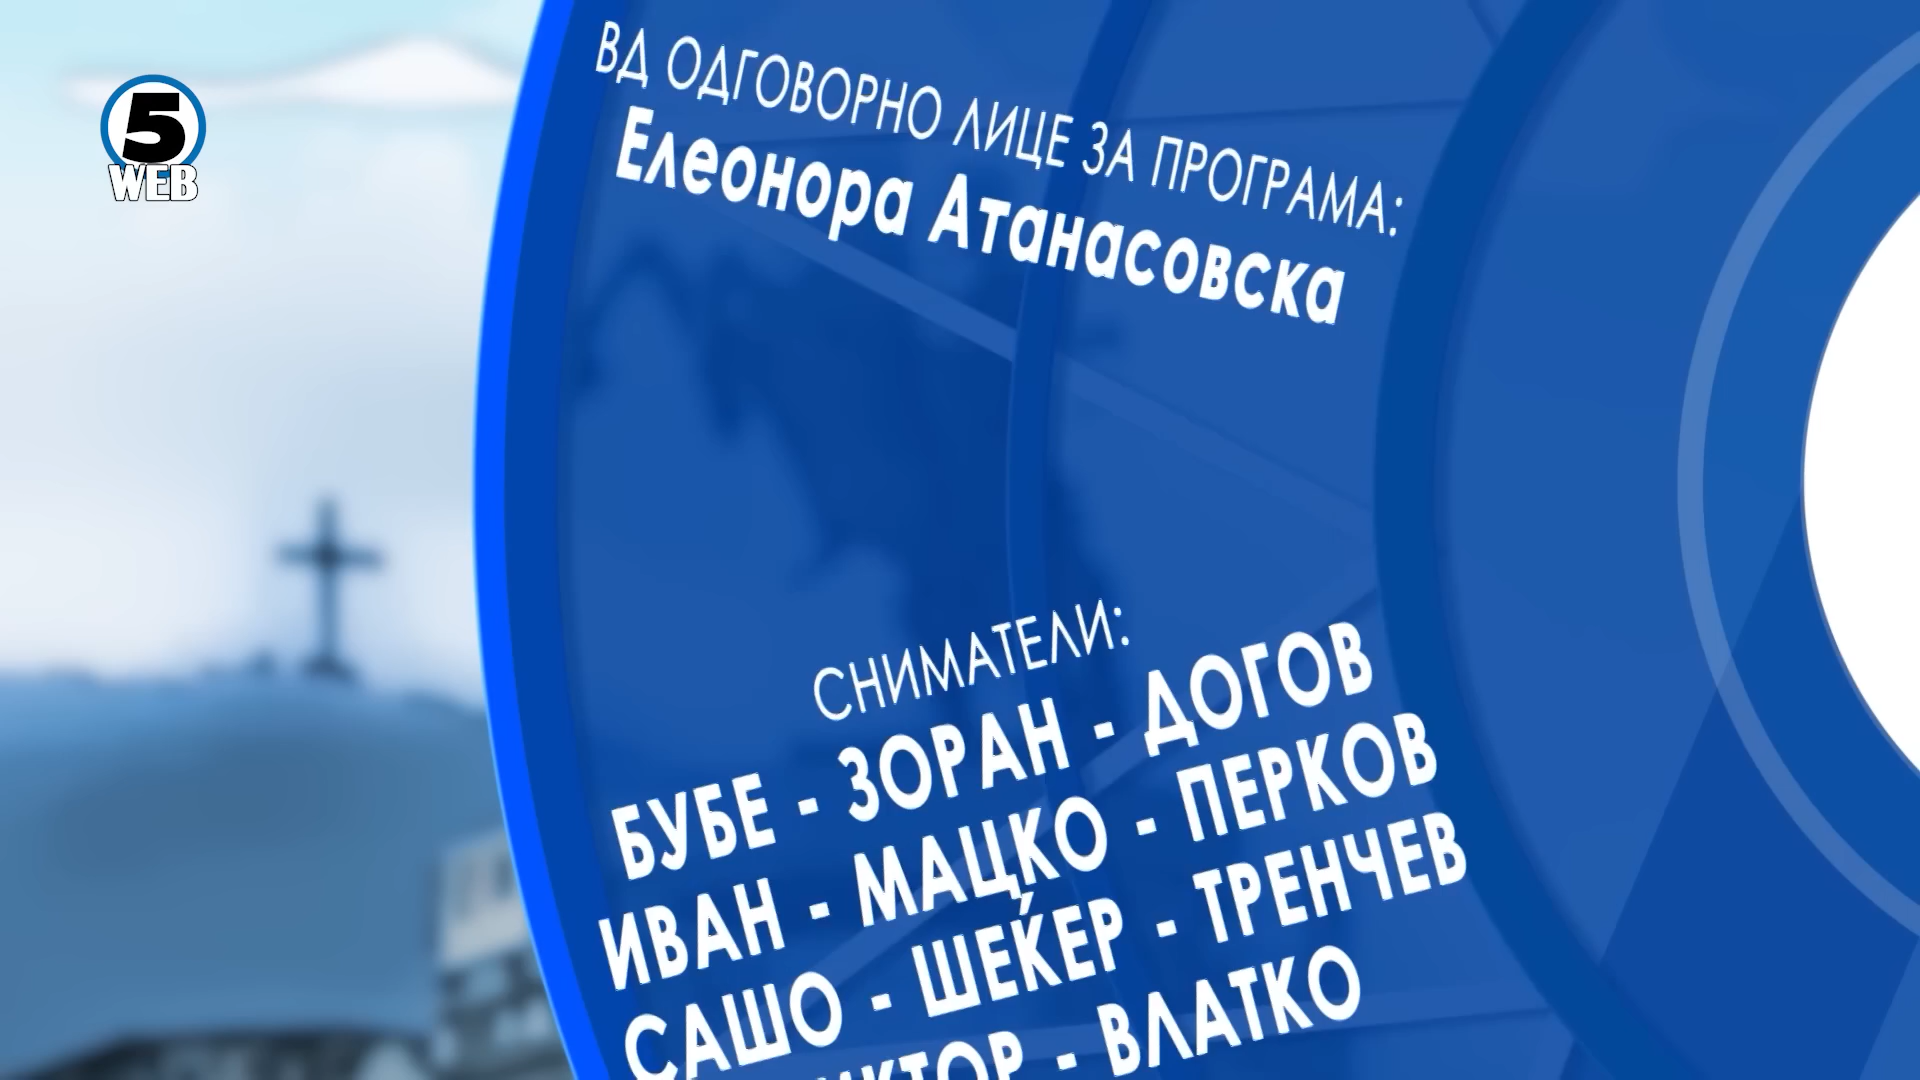 5
WEB
ВД ОДГОВОРНО ЛИЦЕ ЗА ПРОГРАМА:
Елеонора Атанасовска
СНИМАТЕЛИ:
БУБЕ - ЗОРАН - ДОГОВ
ИВАН - МАЦКО - ПЕРКОВ
САШО - ШЕЌЕР - ТРЕНЧЕВ
- ВЛАТКО